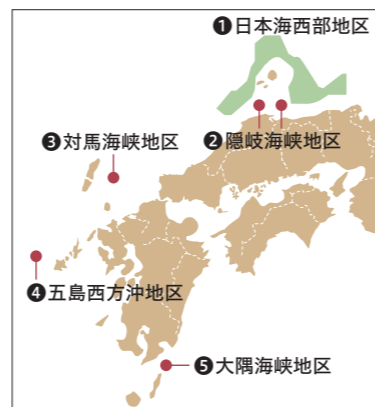 ❶日本海西部地区
❷隠岐海峡地区
❸対馬海峡地区
❹五島西方沖地区
❺大隅海峡地区